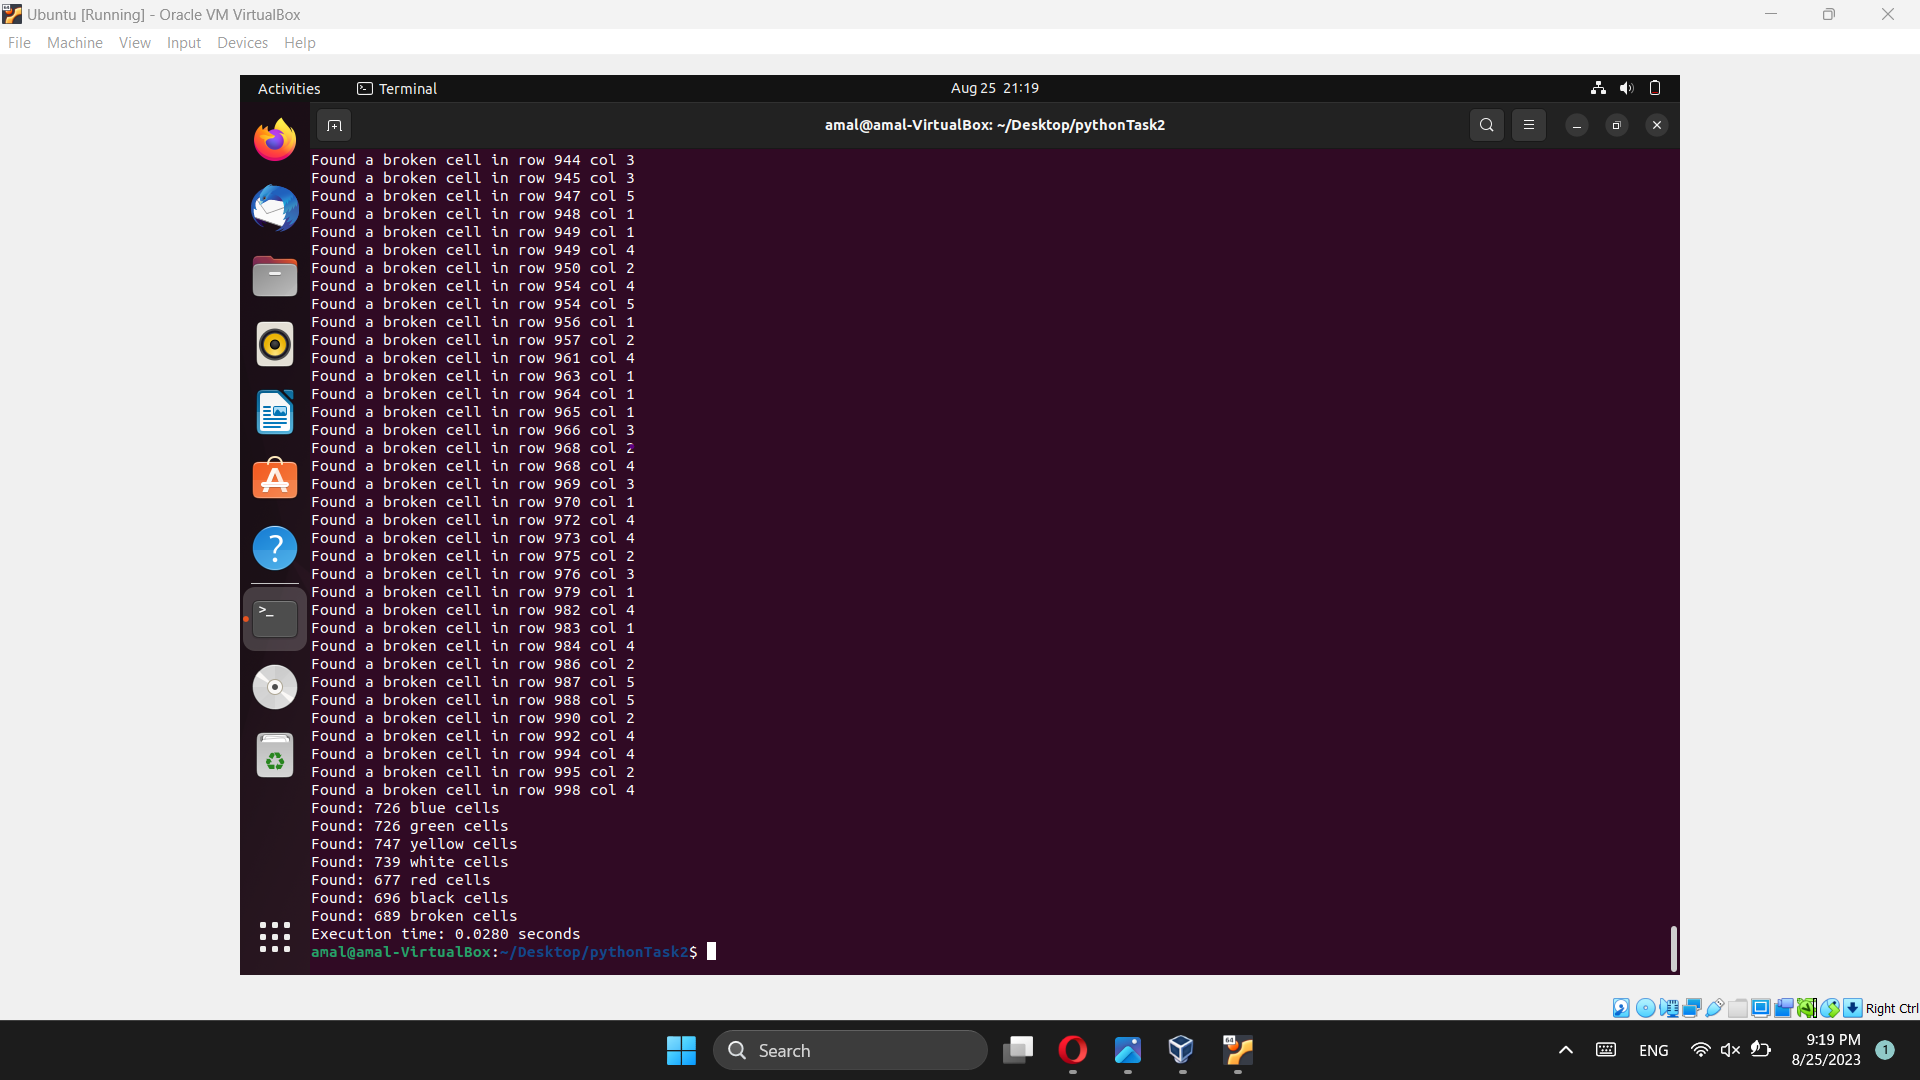 Ubuntu [Running] - Oracle VM VirtualBox
File Machine View Input Devices Help
Activities Terminal Aug 25 21:19
amal@amal-VirtualBox: ~/Desktop/pythonTask2
Found a broken cell in row 944 col 3
Found a broken cell in row 945 col 3
Found a broken cell in row 947 col 5
Found a broken cell in row 948 col 1
Found a broken cell in row 949 col 1
Found a broken cell in row 949 col 4
Found a broken cell in row 950 col 2
Found a broken cell in row 954 col 4
Found a broken cell in row 954 col 5
Found a broken cell in row 956 col 1
Found a broken cell in row 957 col 2
Found a broken cell in row 961 col 4
Found a broken cell in row 963 col 1
Found a broken cell in row 964 col 1
Found a broken cell in row 965 col 1
Found a broken cell in row 966 col 3
Found a broken cell in row 968 col 2
Found a broken cell in row 968 col 4
Found a broken cell in row 969 col 3
Found a broken cell in row 970 col 1
Found a broken cell in row 972 col 4
Found a broken cell in row 973 col 4
Found a broken cell in row 975 col 2
Found a broken cell in row 976 col 3
Found a broken cell in row 979 col 1
Found a broken cell in row 982 col 4
Found a broken cell in row 983 col 1
Found a broken cell in row 984 col 4
Found a broken cell in row 986 col 2
Found a broken cell in row 987 col 5
Found a broken cell in row 988 col 5
Found a broken cell in row 990 col 2
Found a broken cell in row 992 col 4
Found a broken cell in row 994 col 4
Found a broken cell in row 995 col 2
Found a broken cell in row 998 col 4
Found: 726 blue cells
Found: 726 green cells
Found: 747 yellow cells
Found: 739 white cells
Found: 677 red cells
Found: 696 black cells
Found: 689 broken cells
Execution time: 0.0280 seconds
amal@amal-VirtualBox:~/Desktop/pythonTask2$
Right Ctrl
Search
64
ENG
9:19 PM
8/25/2023
1